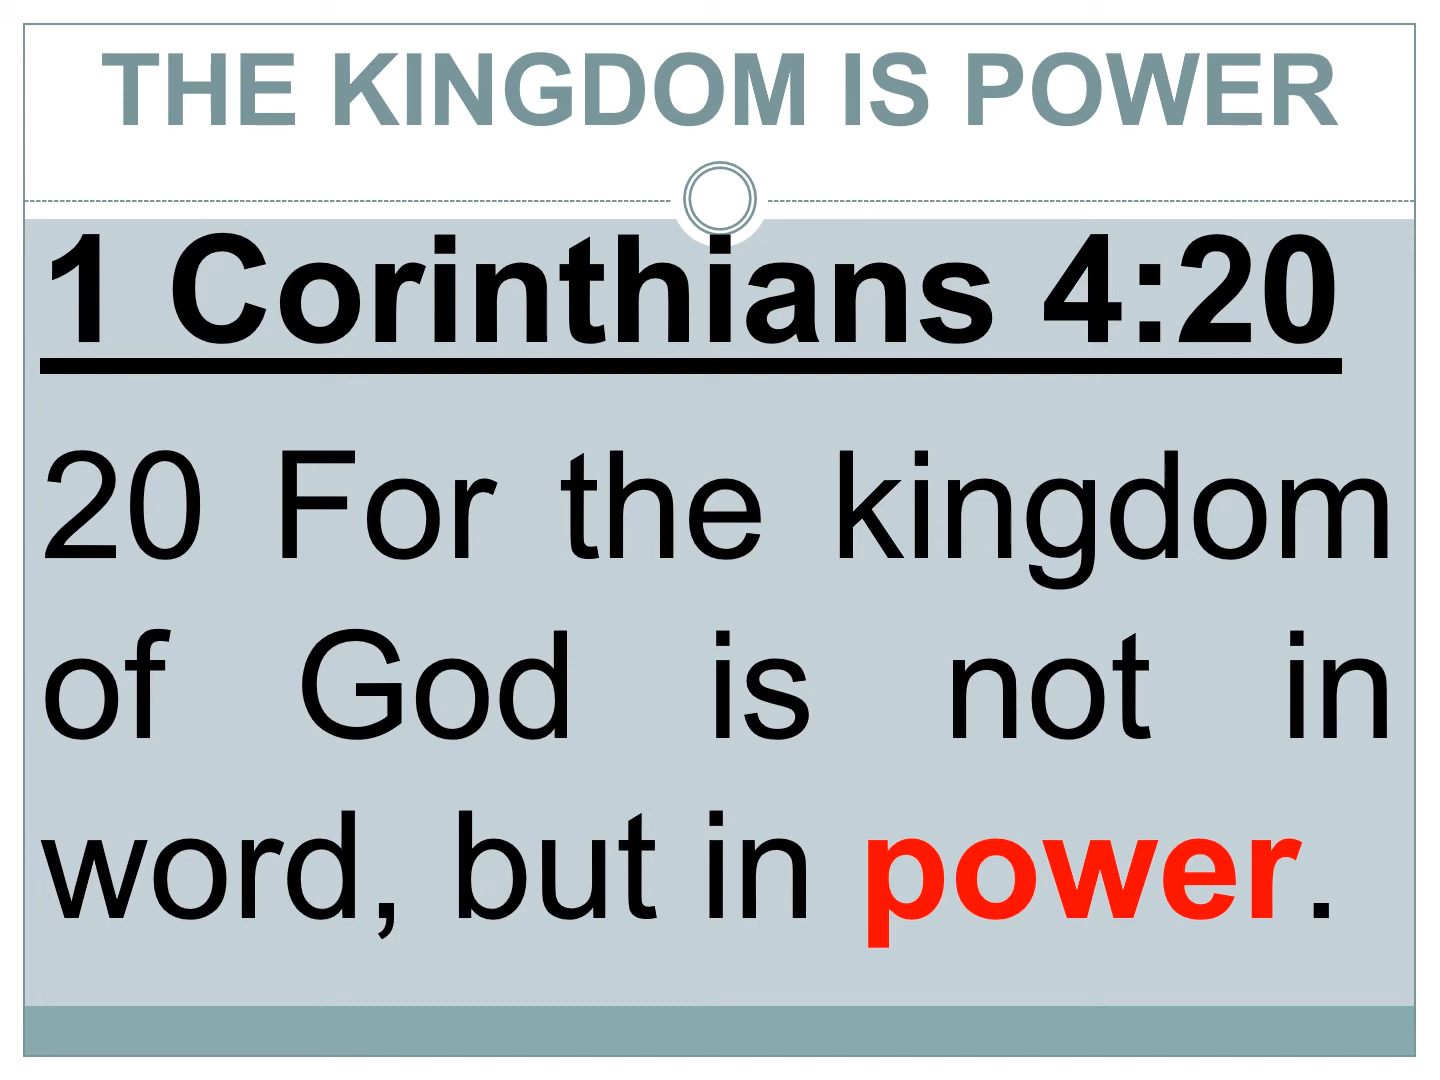 THE KINGDOM IS POWER
1 Corinthians 4:20
20 For the kingdom
of God is not in
word, but in power.